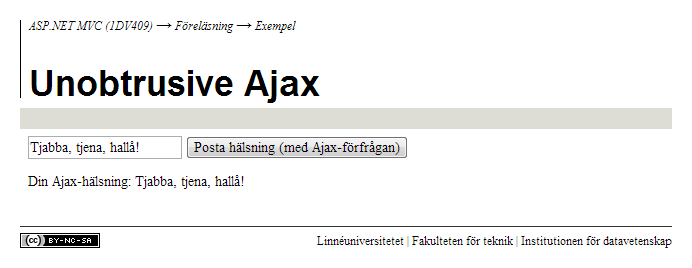 ASP.NET MVC (1DV409) → Föreläsning → Exempel
Unobtrusive Ajax
Tjabba, tjena, hallå! Posta hälsning (med Ajax-förfrågan)
Din Ajax-hälsning: Tjabba, tjena, hallå!
(cc) BY-NC-SA Linnéuniversitetet | Fakulteten för teknik | Institutionen för datavetenskap